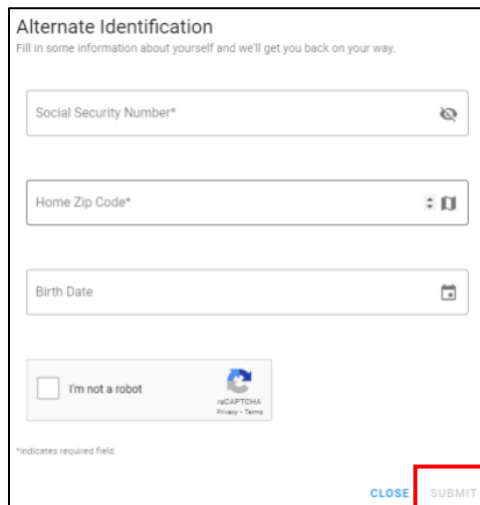 Alternate Identification
Fill in some information about yourself and we'll get you back on your way.
Social Security Number*
Home Zip Code*
Birth Date
I'm not a robot
reCAPTCHA
Privacy - Terms
*indicates required field
CLOSE SUBMIT